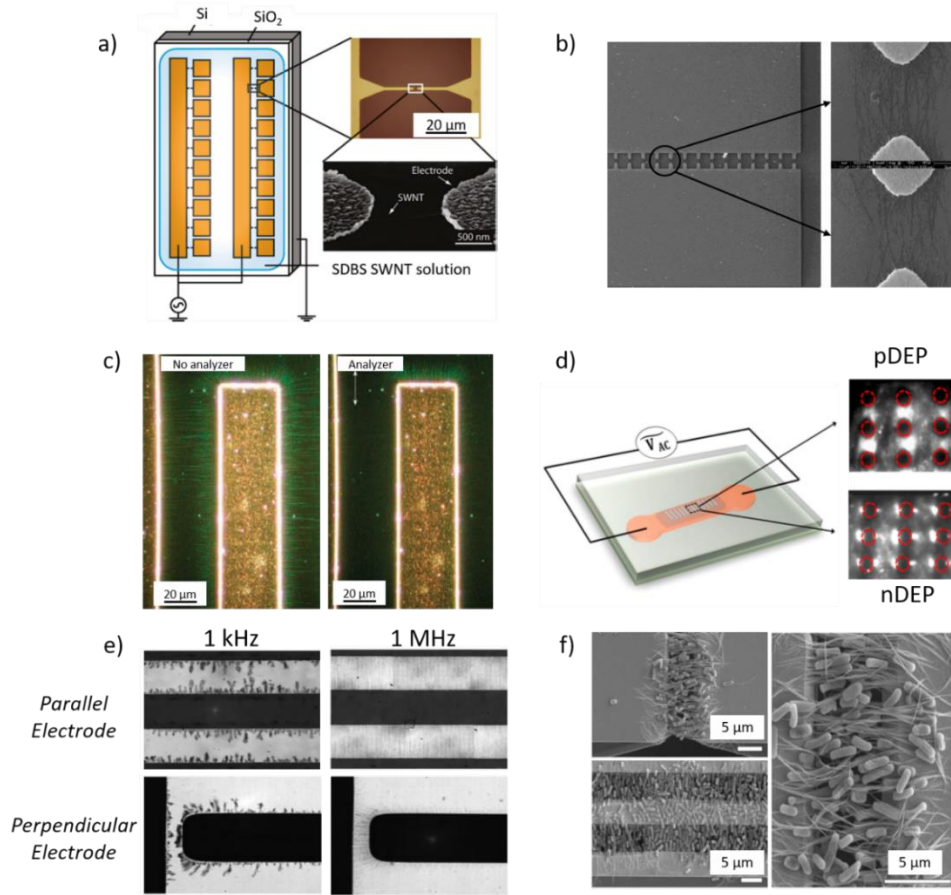 a)
Si
SiO₂
20 µm
Electrode
SWNT
500 nm
SDBS SWNT solution
b)
c)
No analyzer
20 µm
Analyzer
20 µm
d)
V AC
pDEP
nDEP
e)
1 kHz
1 MHz
Parallel
Electrode
Perpendicular
Electrode
f)
5 µm
5 µm
5 µm